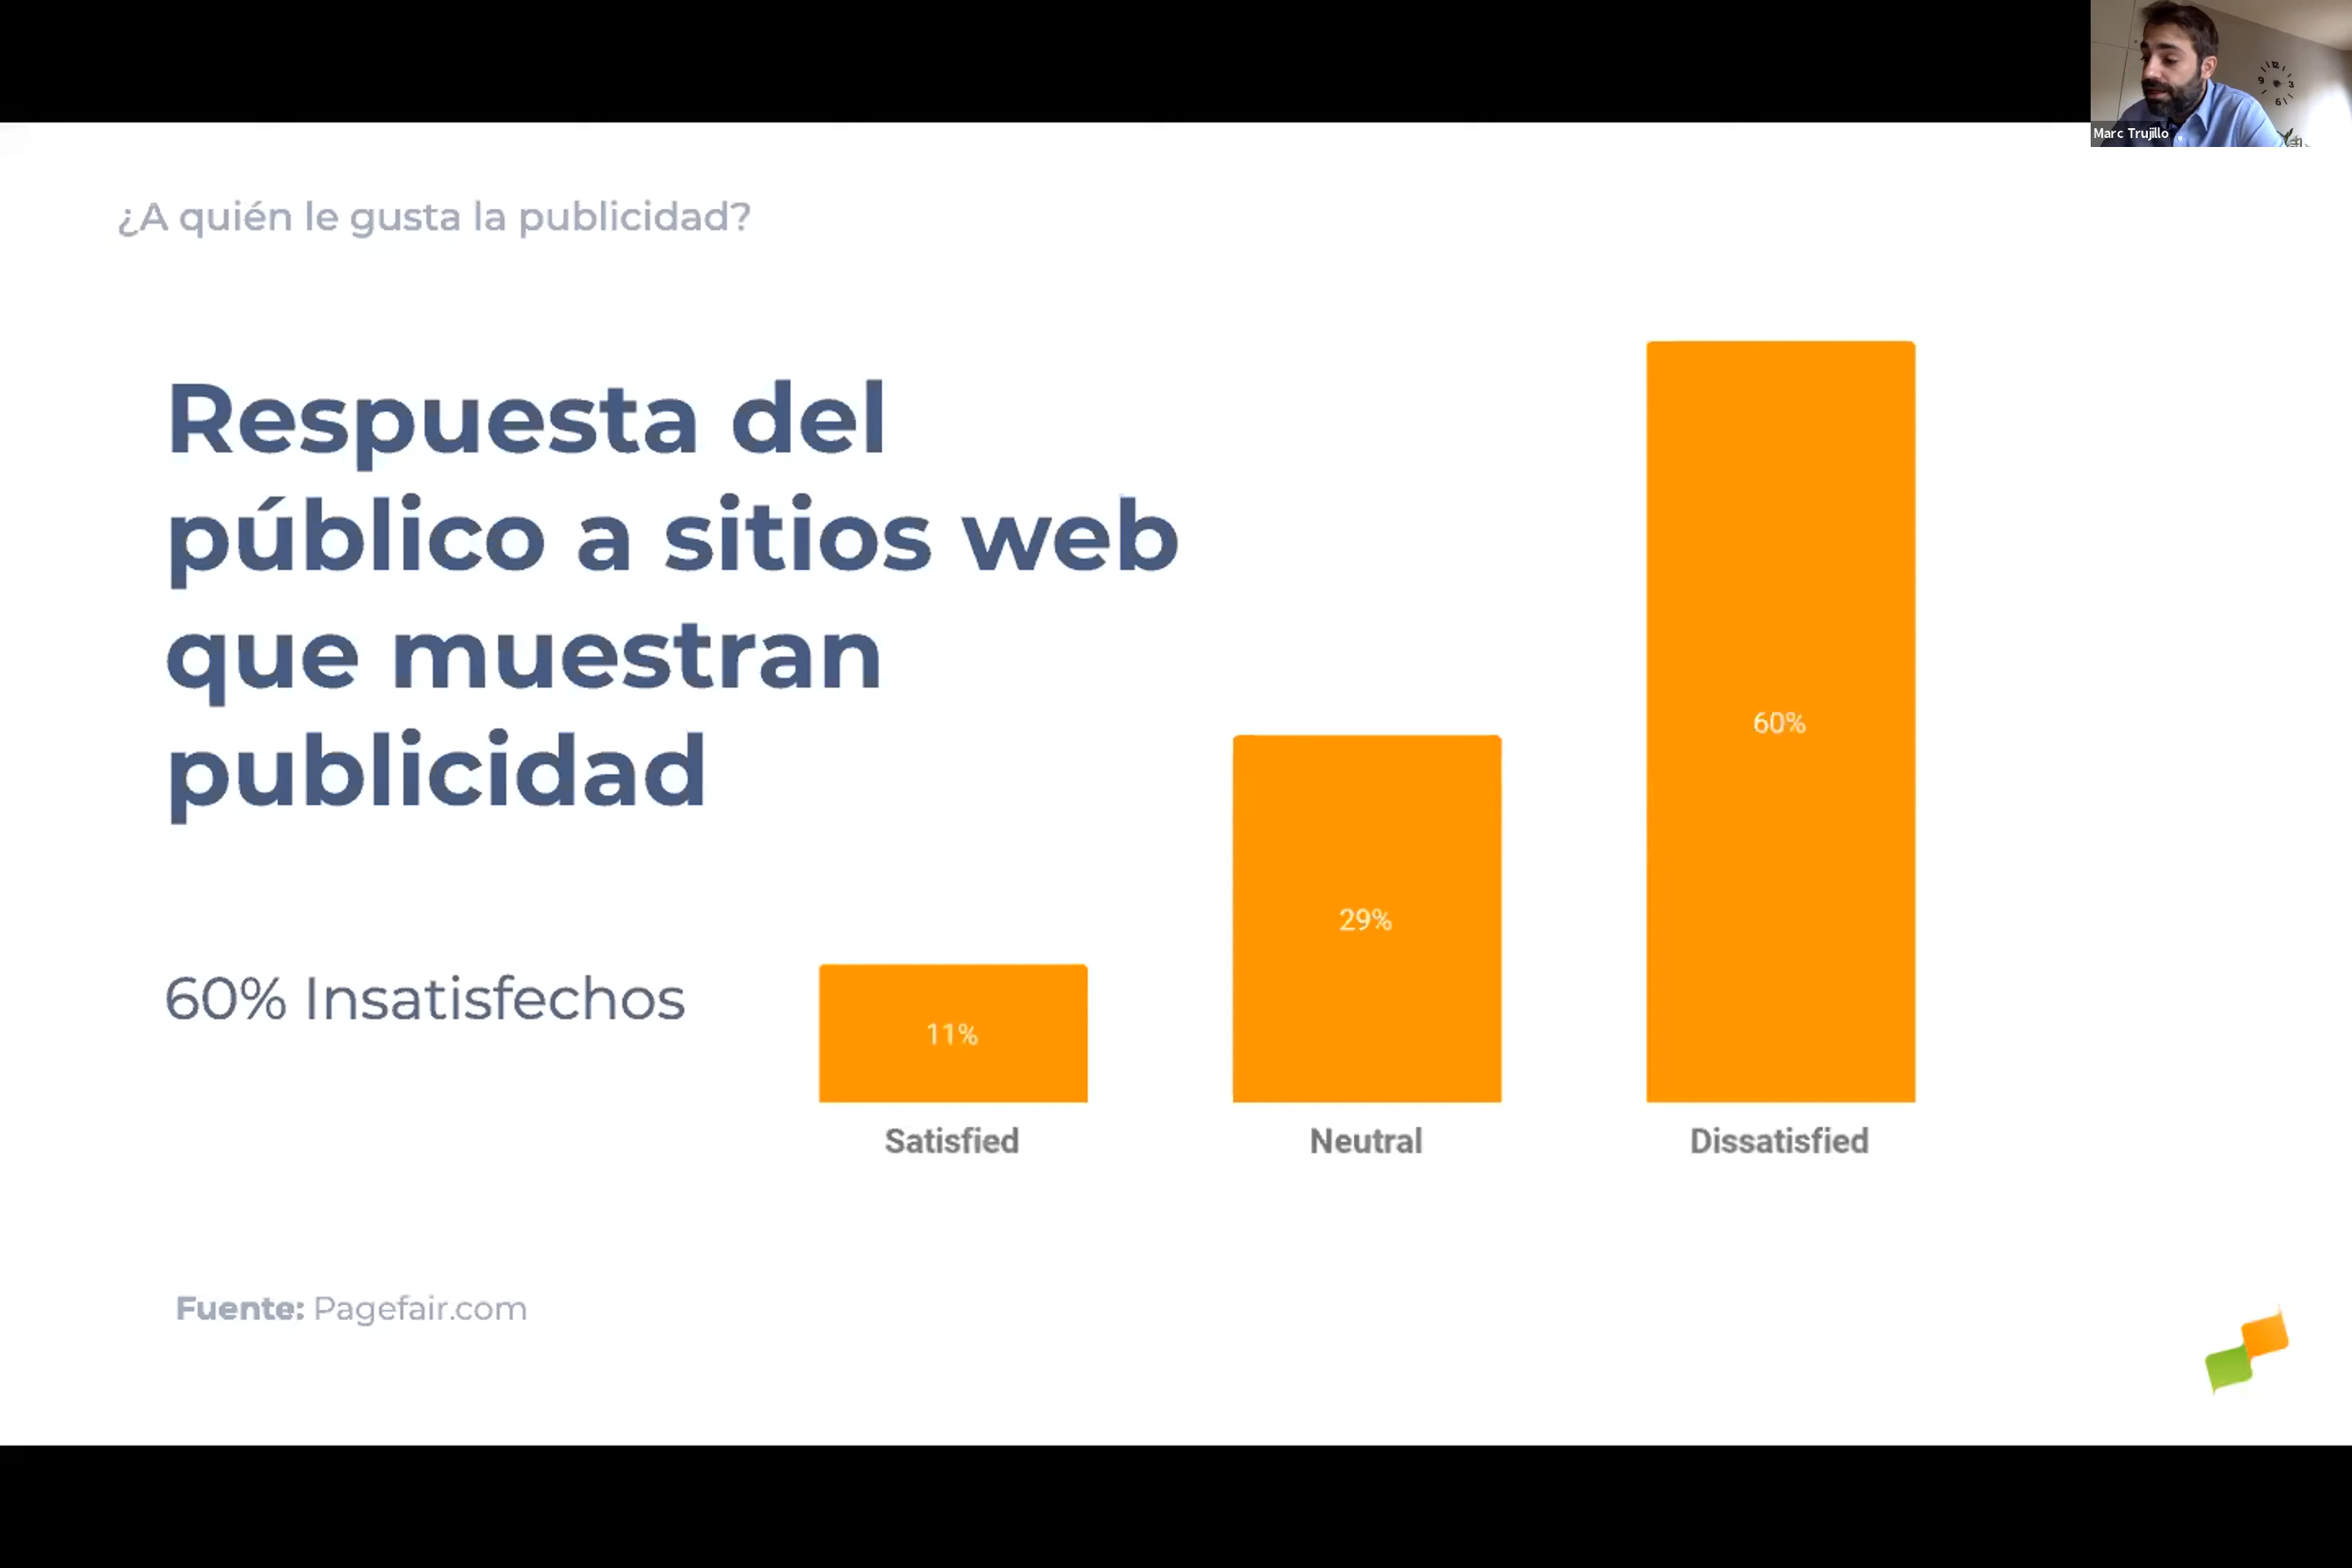 Marc Trujillo
¿A quién le gusta la publicidad?
Respuesta del
público a sitios web
que muestran
publicidad
60% Insatisfechos
11%
29%
60%
Satisfied
Neutral
Dissatisfied
Fuente: Pagefair.com